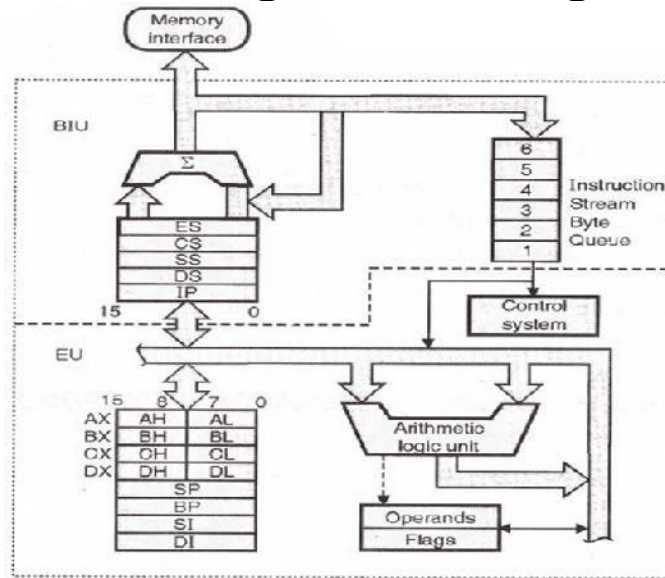 Memory
interface
BIU
Σ
6
5
4
3
2
1
Instruction
Stream
Byte
Queue
ES
CS
SS
DS
IP
15 0
Control
system
EU
15 8 7 0
AX AH AL
BX BH BL
CX CH CL
DX DH DL
SP
BP
SI
DI
Arithmetic
logic unit
Operands
Flags